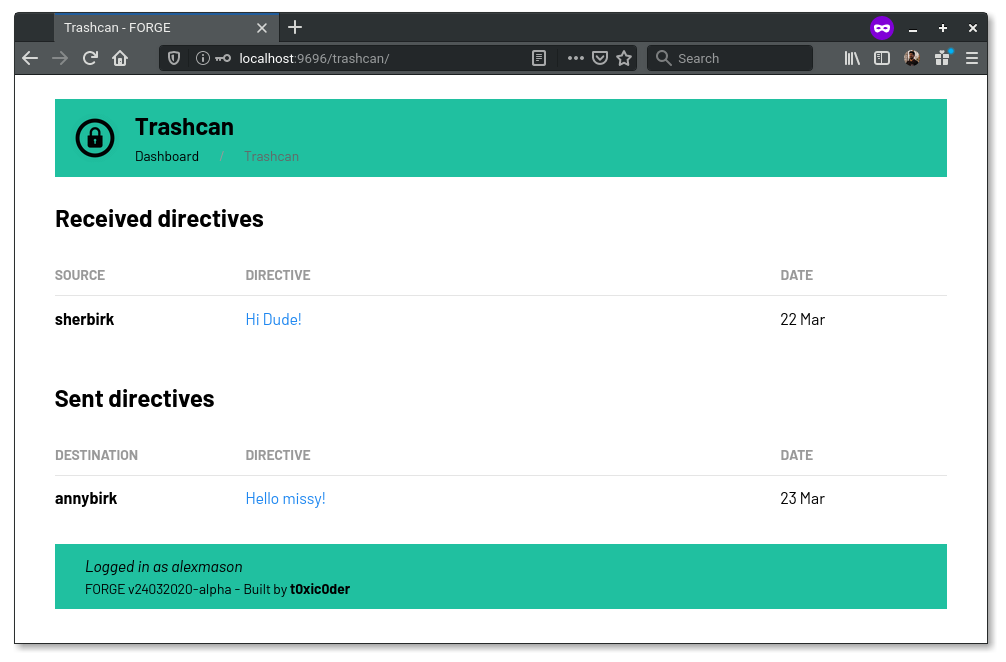 Trashcan - FORGE
localhost:9696/trashcan/
Search
Trashcan
Dashboard / Trashcan
Received directives
SOURCE DIRECTIVE DATE
sherbirk Hi Dude! 22 Mar
Sent directives
DESTINATION DIRECTIVE DATE
annybirk Hello missy! 23 Mar
Logged in as alexmason
FORGE v24032020-alpha - Built by t0xic0der